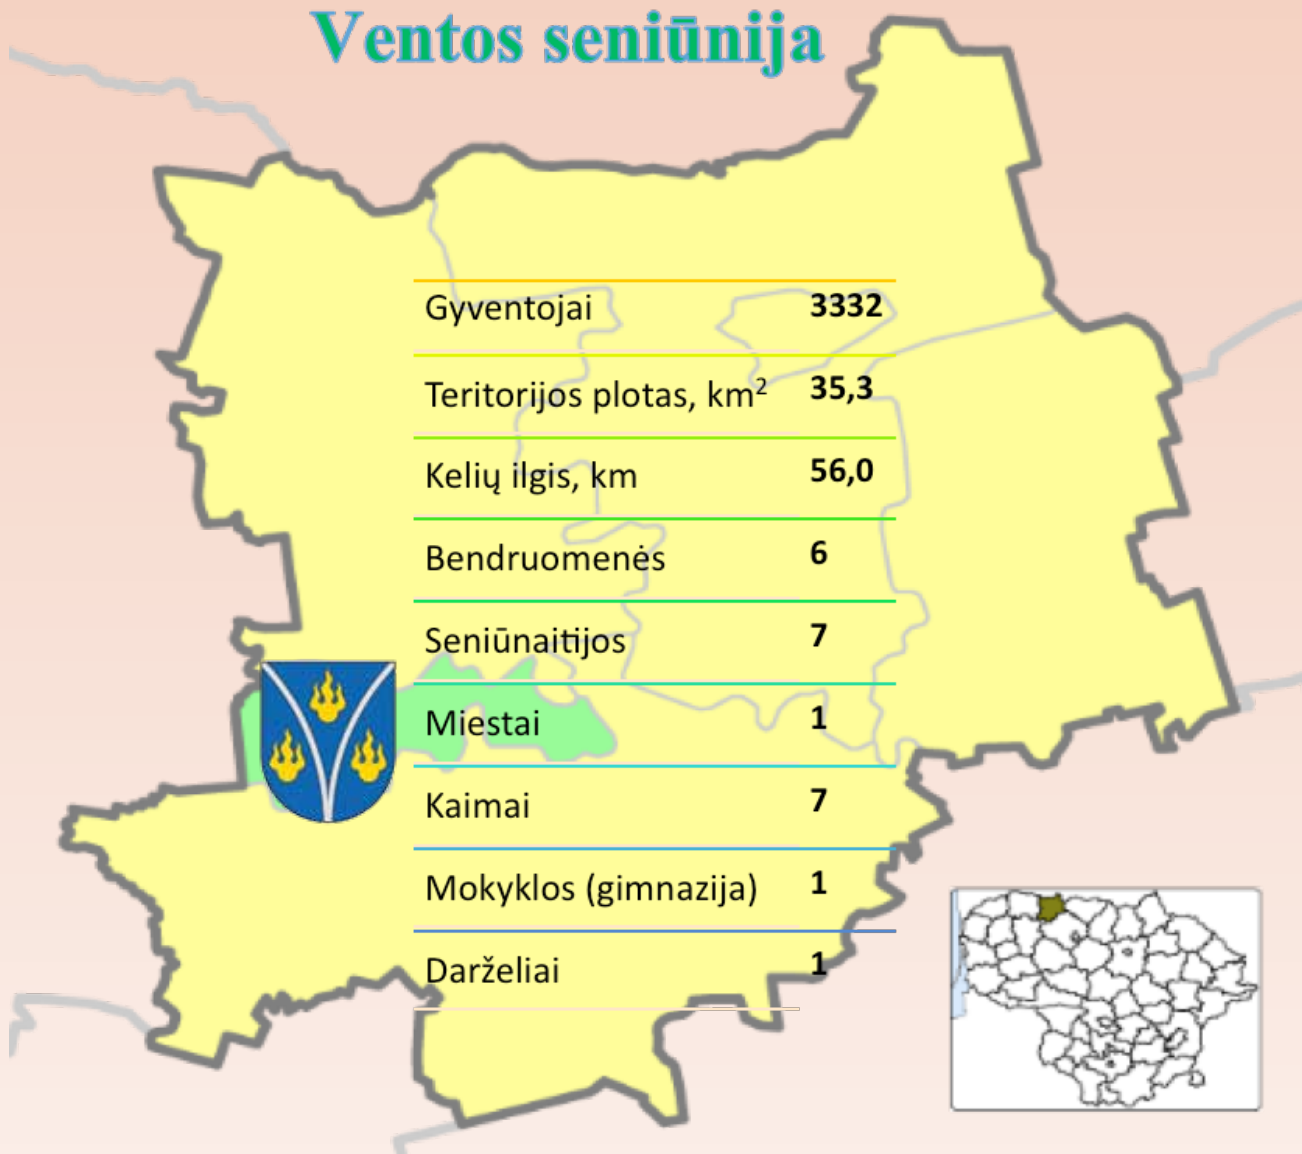 Ventos seniūnija
Gyventojai 3332
Teritorijos plotas, km² 35,3
Kelių ilgis, km 56,0
Bendruomenės 6
Seniūnaitijos 7
Miestai 1
Kaimai 7
Mokyklos (gimnazija) 1
Darželiai 1